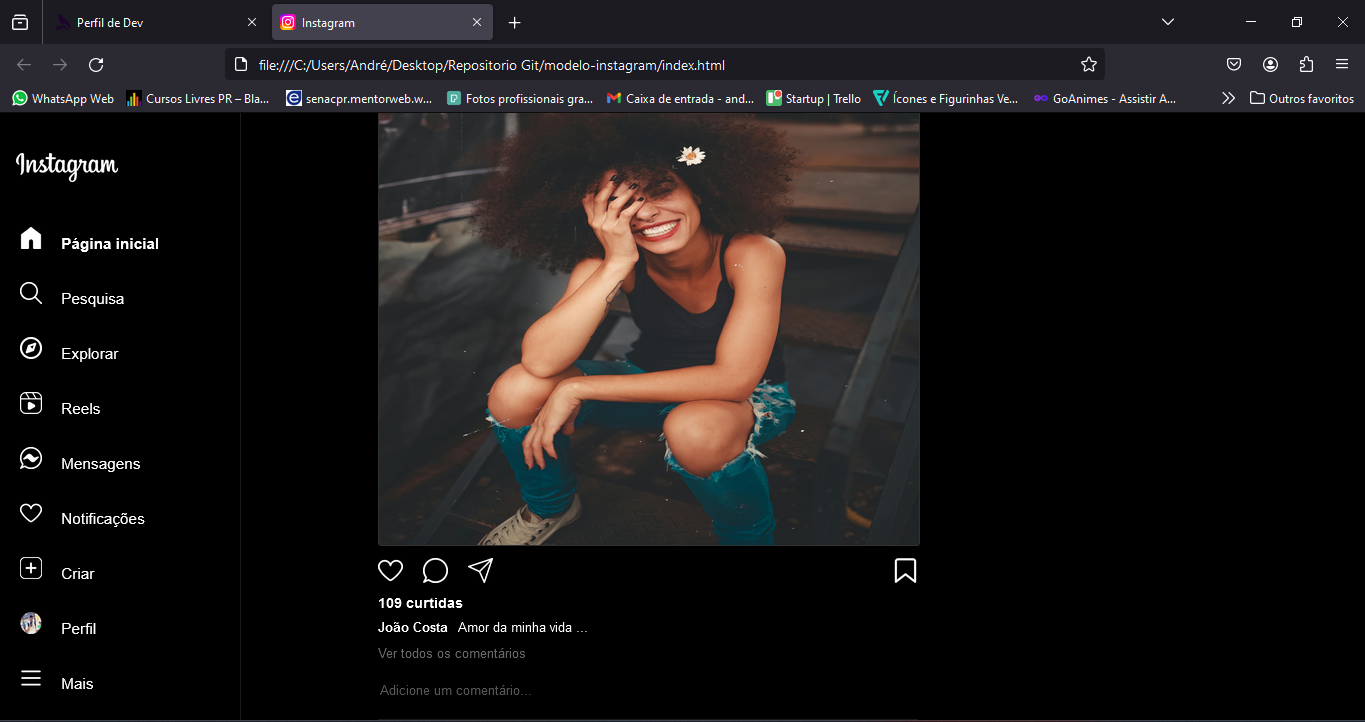 Perfil de Dev
Instagram
file:///C:/Users/André/Desktop/Repositorio Git/modelo-instagram/index.html
WhatsApp Web
Cursos Livres PR – Bla...
senacpr.mentorweb.w...
Fotos profissionais gra...
Caixa de entrada - and...
Startup | Trello
Ícones e Figurinhas Ve...
GoAnimes - Assistir A...
Outros favoritos
Instagram
Página inicial
Pesquisa
Explorar
Reels
Mensagens
Notificações
Criar
Perfil
Mais
109 curtidas
João Costa Amor da minha vida ...
Ver todos os comentários
Adicione um comentário...